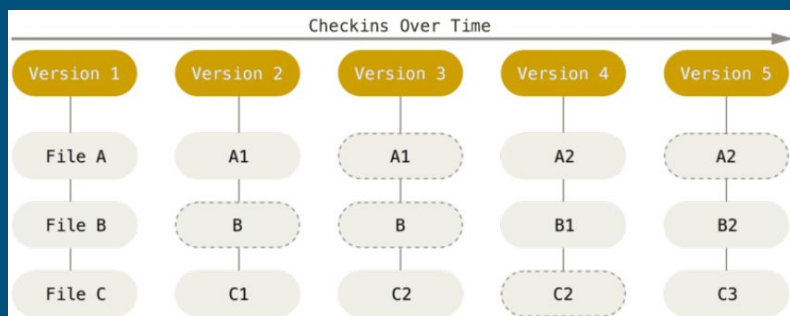 Checkins Over Time
Version 1 Version 2 Version 3 Version 4 Version 5
File A A1 A1 A2 A2
File B B B B1 B2
File C C1 C2 C2 C3